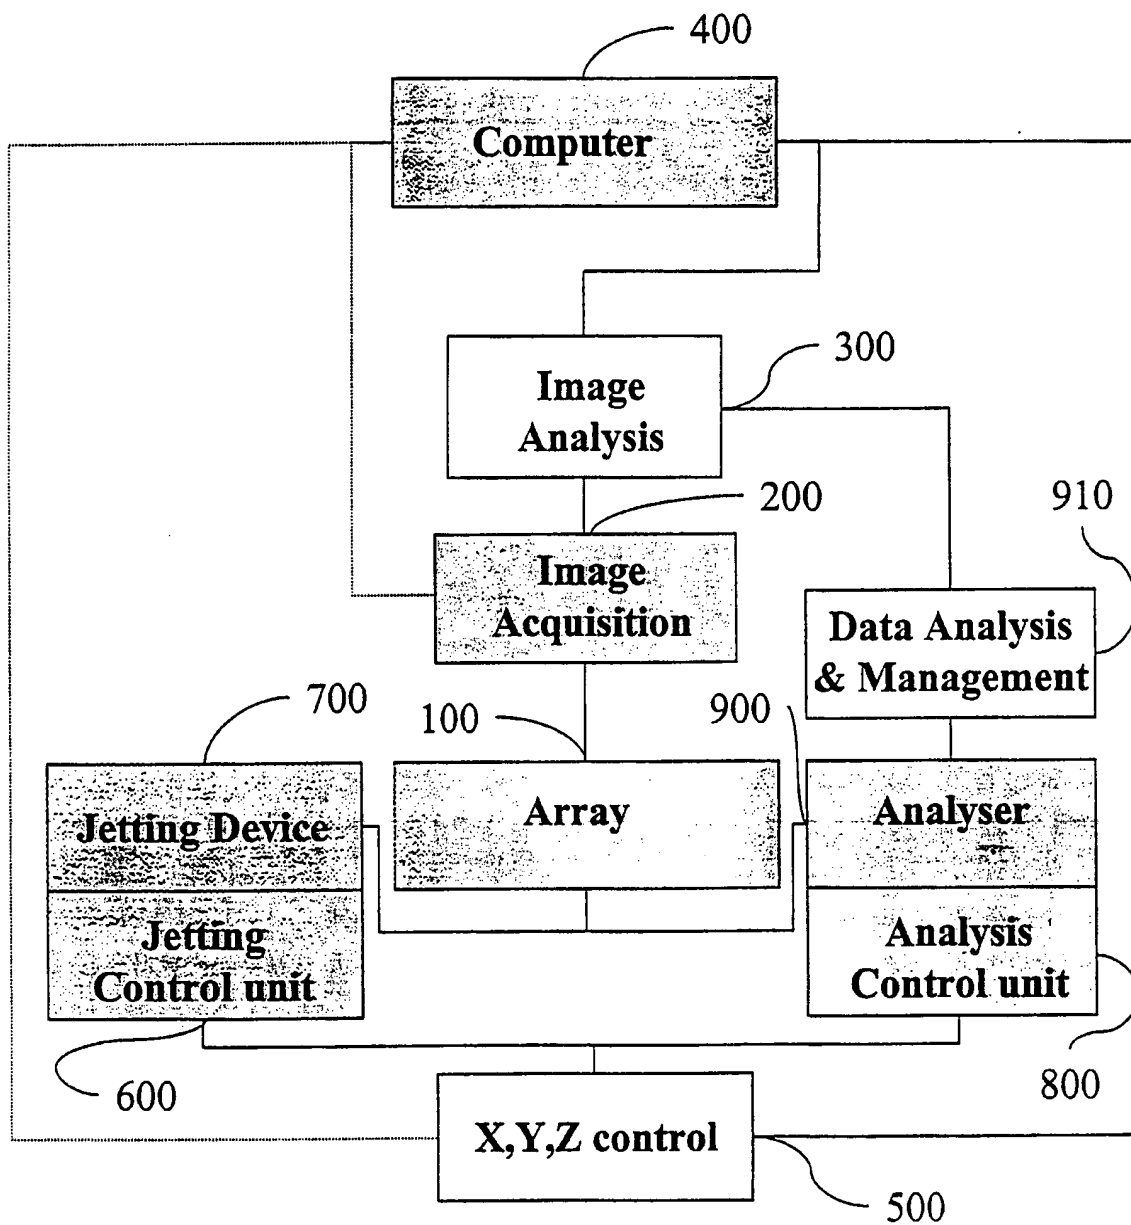 400
Computer
300
Image
Analysis
200
910
Image
Acquisition
Data Analysis
& Management
700
100
900
Jetting Device
Array
Analyser
Jetting
Control unit
Analysis
Control unit
600
800
X,Y,Z control
500